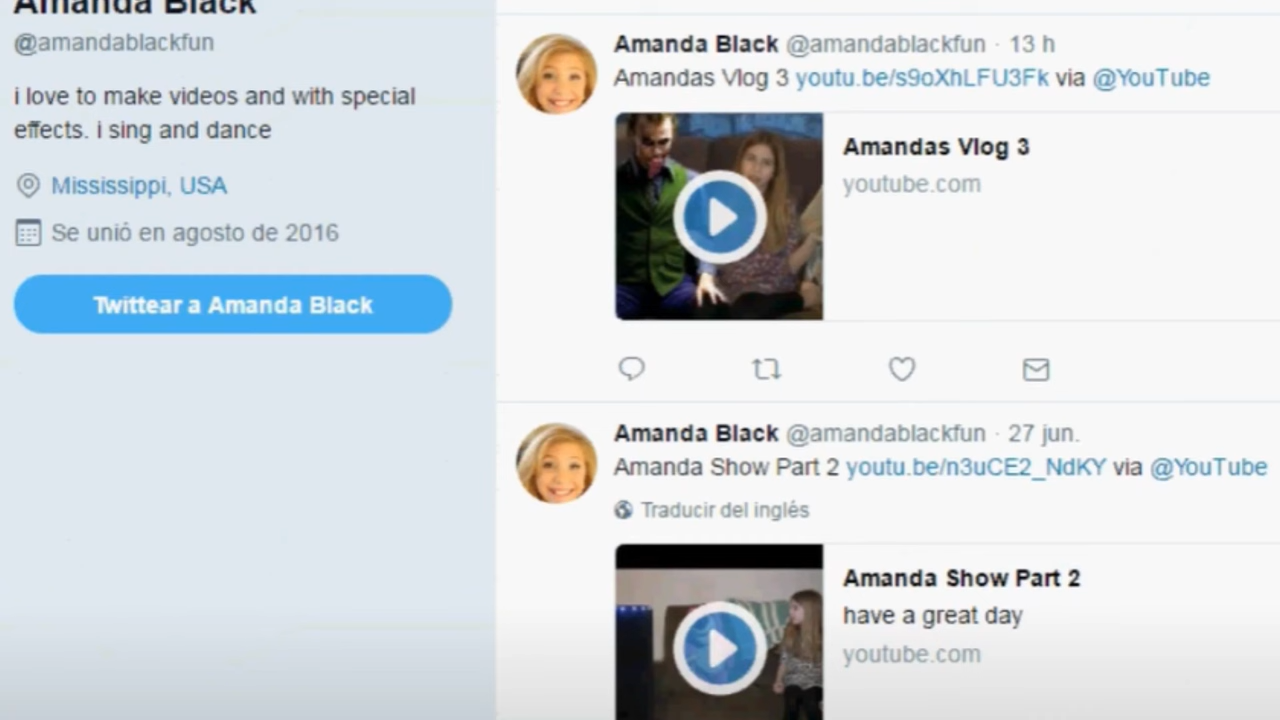 Amanda Black
@amandablackfun
i love to make videos and with special
effects. i sing and dance
Mississippi, USA
Se unió en agosto de 2016
Twittear a Amanda Black
Amanda Black @amandablackfun · 13 h
Amandas Vlog 3 youtu.be/s9oXhLFU3Fk via @YouTube
Amandas Vlog 3
youtube.com
Amanda Black @amandablackfun · 27 jun.
Amanda Show Part 2 youtu.be/n3uCE2_NdKY via @YouTube
Traducir del inglés
Amanda Show Part 2
have a great day
youtube.com